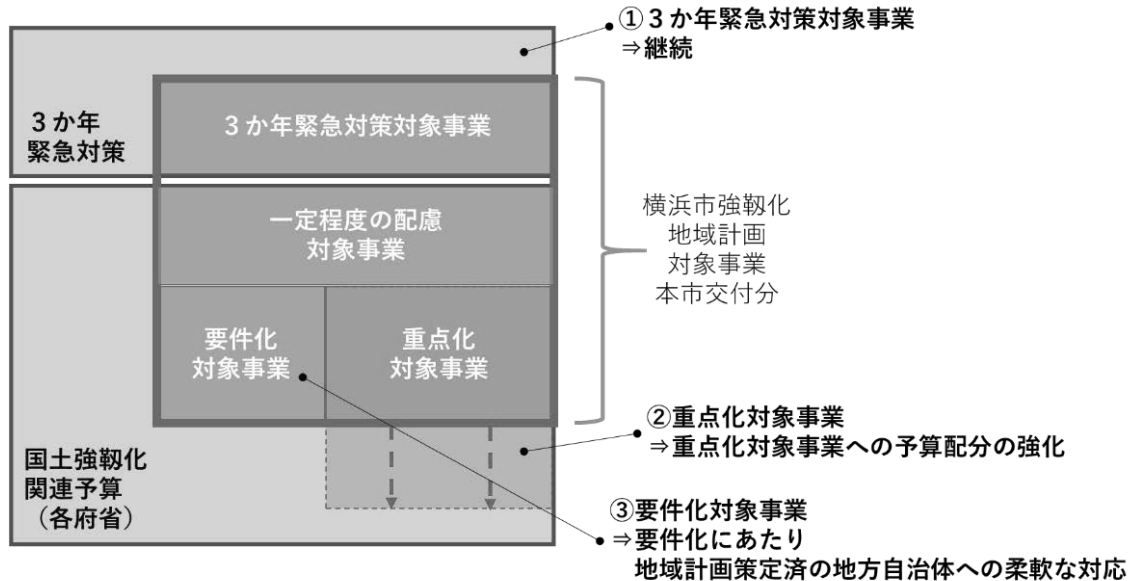 ①３か年緊急対策対象事業
⇒継続
３か年
緊急対策
３か年緊急対策対象事業
一定程度の配慮
対象事業
横浜市強靱化
地域計画
対象事業
本市交付分
要件化
対象事業
重点化
対象事業
②重点化対象事業
⇒重点化対象事業への予算配分の強化
国土強靱化
関連予算
（各府省）
③要件化対象事業
⇒要件化にあたり
地域計画策定済の地方自治体への柔軟な対応